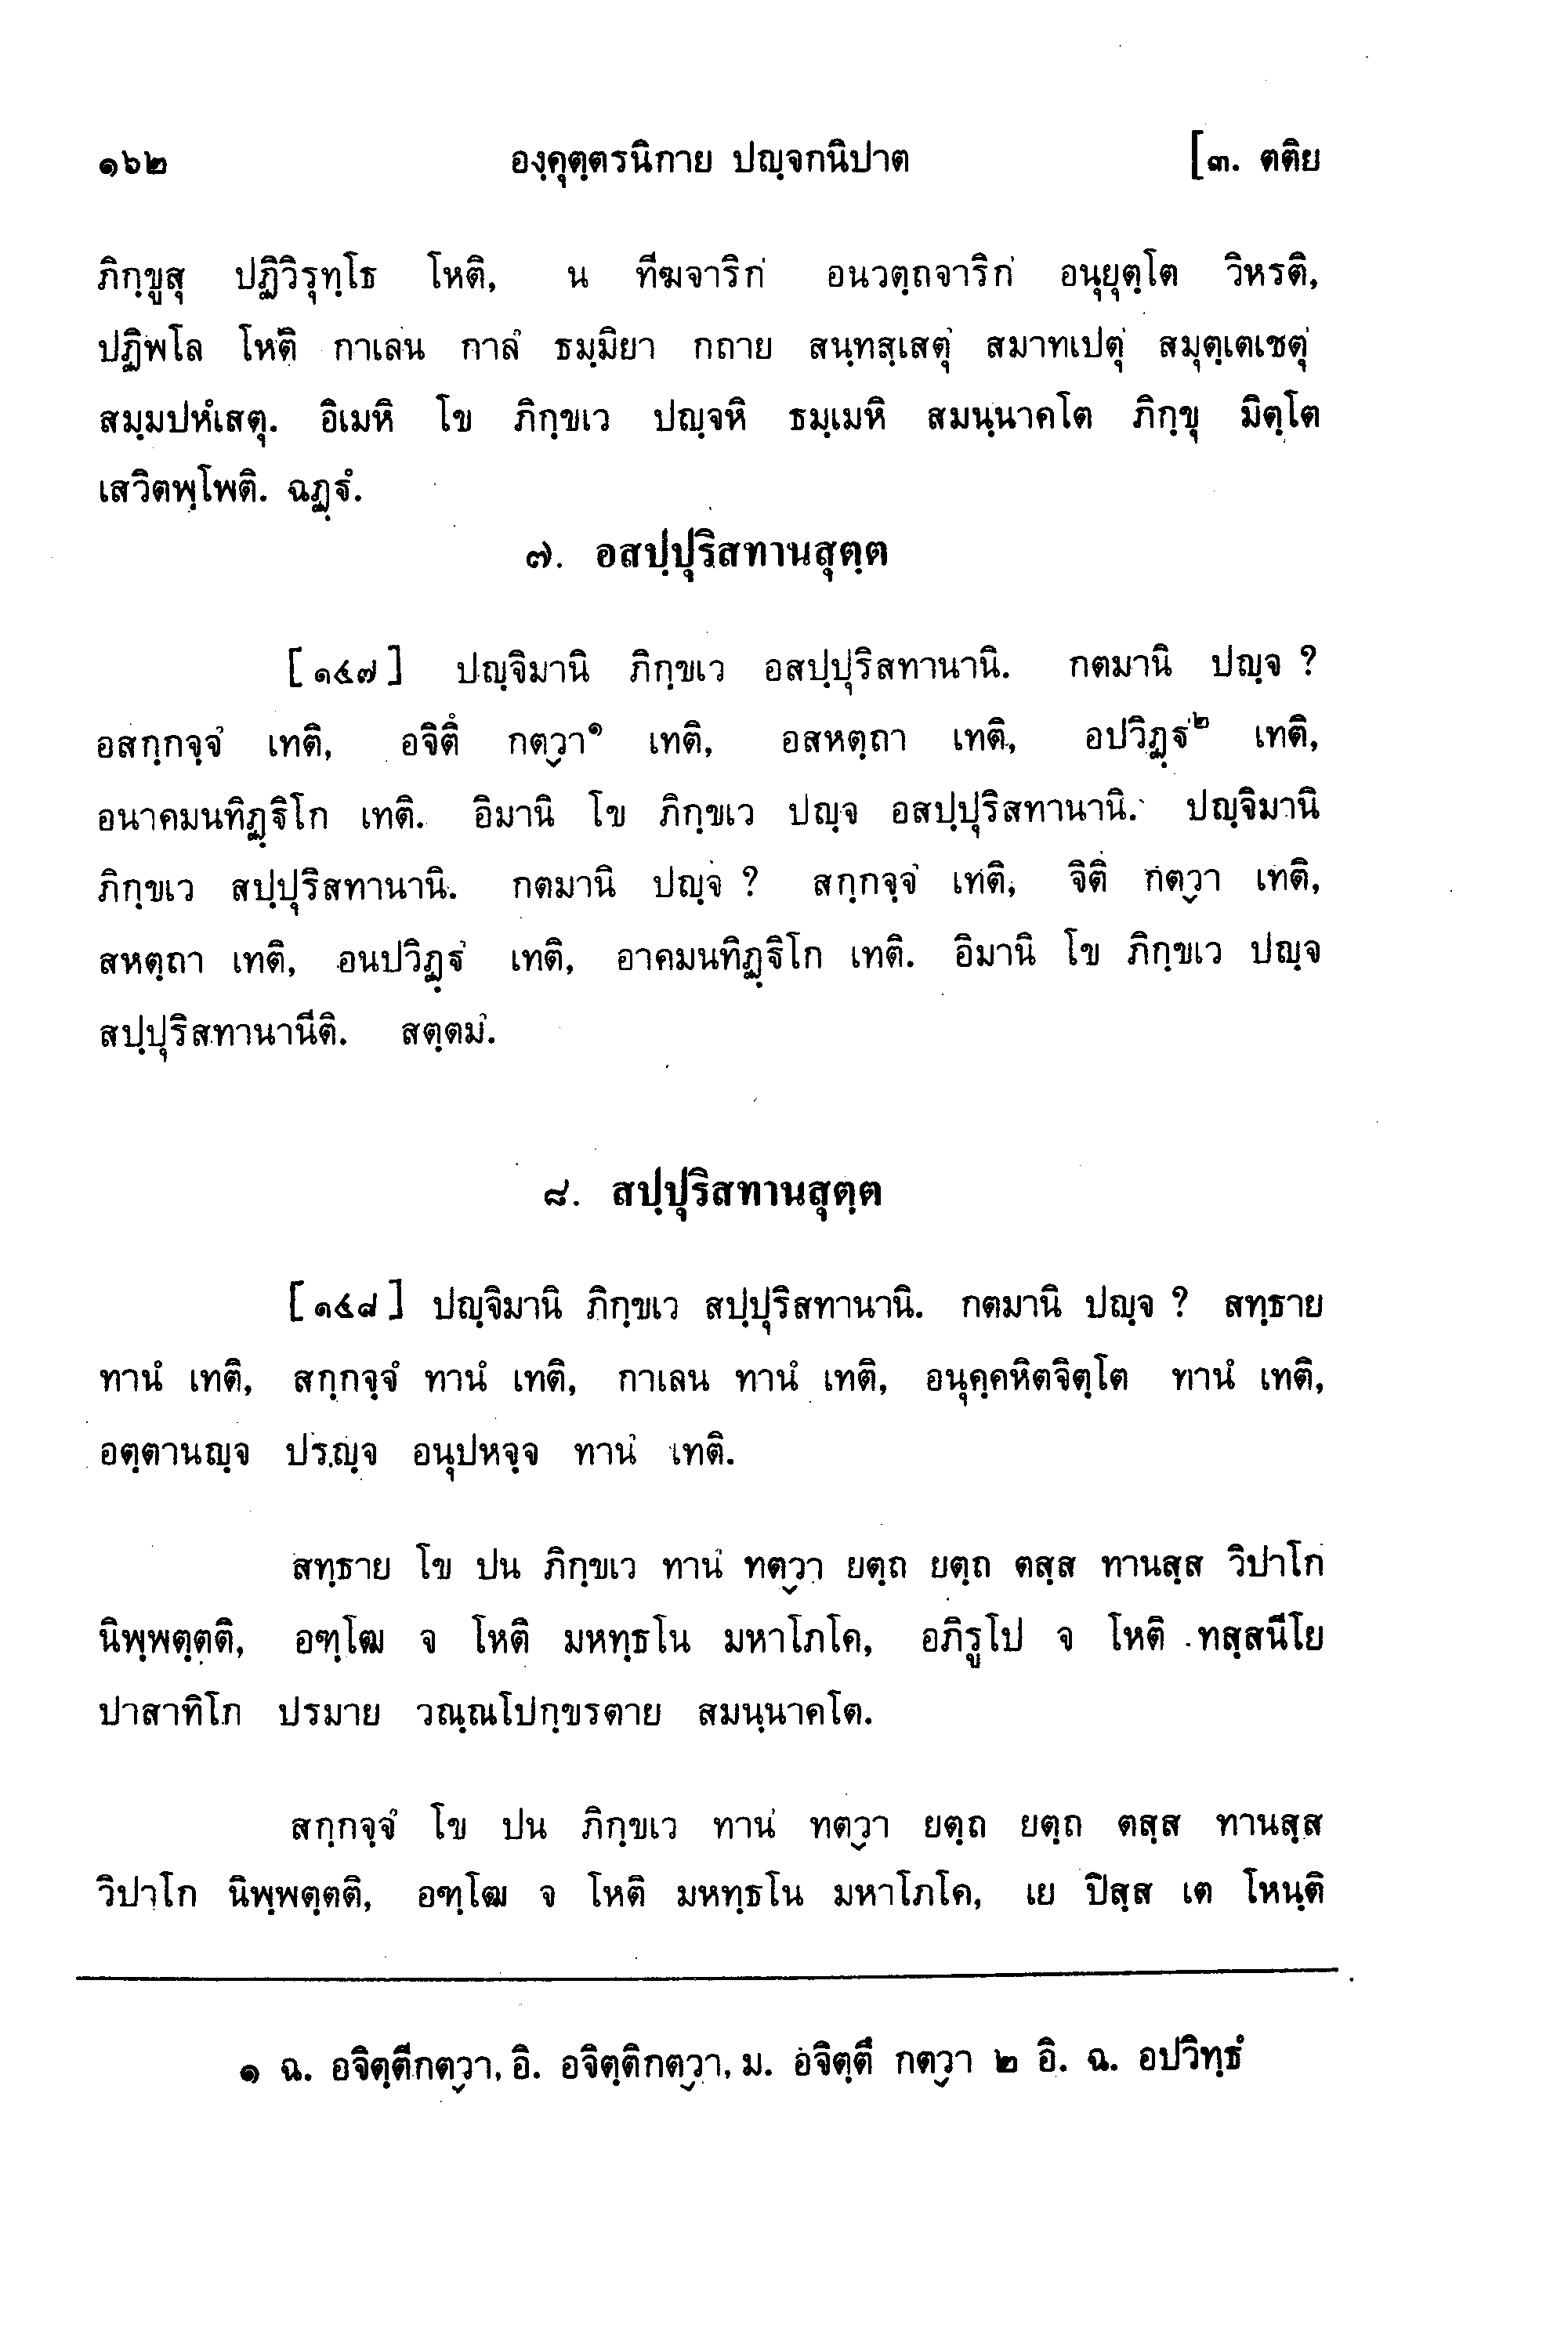 ๑๖๒ องฺคุตฺตรนิกาย ปญฺจกนิปาต [๓. ตติย
ภิกฺขูสุ ปฏิวิรุทฺโธ โหติ, น ทีฆจาริกํ อนวตฺถจาริกํ อนุยุตฺโต วิหรติ,
ปฏิพโล โหติ กาเลน กาลํ ธมฺมิยา กถาย สนฺทสฺเสตุํ สมาทเปตุํ สมุตฺเตเชตุํ
สมฺมปหํเสตุ. อิเมหิ โข ภิกฺขเว ปญฺจหิ ธมฺเมหิ สมนฺนาคโต ภิกฺขุ มิตฺโต
เสวิตพฺโพติ. ฉฏฺฐํ.
๗. อสปฺปุริสทานสุตฺต
[๑๔๗] ปญฺจิมานิ ภิกฺขเว อสปฺปุริสทานานิ. กตมานิ ปญฺจ ?
อสกฺกจฺจํ เทติ, อจิตึ กตฺวา๑ เทติ, อสหตฺถา เทติ, อปวิฏฺฐํ๒ เทติ,
อนาคมนทิฏฺฐิโก เทติ. อิมานิ โข ภิกฺขเว ปญฺจ อสปฺปุริสทานานิ. ปญฺจิมานิ
ภิกฺขเว สปฺปุริสทานานิ. กตมานิ ปญฺจ ? สกฺกจฺจํ เทติ, จิตึ กตฺวา เทติ,
สหตฺถา เทติ, อนปวิฏฺฐํ เทติ, อาคมนทิฏฺฐิโก เทติ. อิมานิ โข ภิกฺขเว ปญฺจ
สปฺปุริสทานานีติ. สตฺตมํ.
๘. สปฺปุริสทานสุตฺต
[๑๔๘] ปญฺจิมานิ ภิกฺขเว สปฺปุริสทานานิ. กตมานิ ปญฺจ ? สทฺธาย
ทานํ เทติ, สกฺกจฺจํ ทานํ เทติ, กาเลน ทานํ เทติ, อนุคฺคหิตจิตฺโต ทานํ เทติ,
อตฺตานญฺจ ปรญฺจ อนุปหจฺจ ทานํ เทติ.
สทฺธาย โข ปน ภิกฺขเว ทานํ ทตฺวา ยตฺถ ยตฺถ ตสฺส ทานสฺส วิปาโก
นิพฺพตฺตติ, อฑฺโฒ จ โหติ มหทฺธโน มหาโภโค, อภิรูโป จ โหติ ทสฺสนีโย
ปาสาทิโก ปรมาย วณฺณโปกฺขรตาย สมนฺนาคโต.
สกฺกจฺจํ โข ปน ภิกฺขเว ทานํ ทตฺวา ยตฺถ ยตฺถ ตสฺส ทานสฺส
วิปาโก นิพฺพตฺตติ, อฑฺโฒ จ โหติ มหทฺธโน มหาโภโค, เย ปิสฺส เต โหนฺติ
๑ ฉ. อจิตฺตีกตฺวา, อิ. อจิตฺติกตฺวา, ม. อจิตฺตึ กตฺวา ๒ อิ. ฉ. อปวิทฺธํ